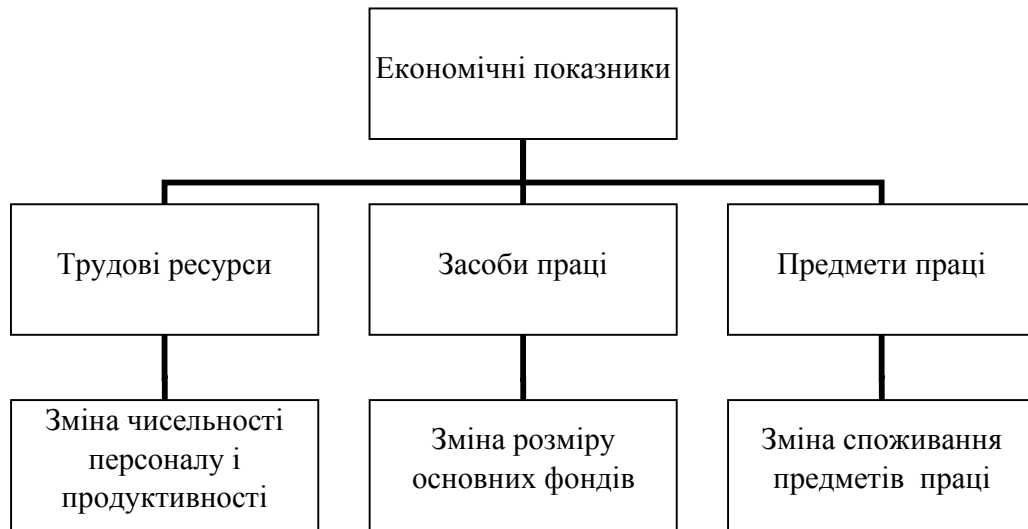 Економічні показники
Трудові ресурси
Засоби праці
Предмети праці
Зміна чисельності
персоналу і
продуктивності
Зміна розміру
основних фондів
Зміна споживання
предметів праці